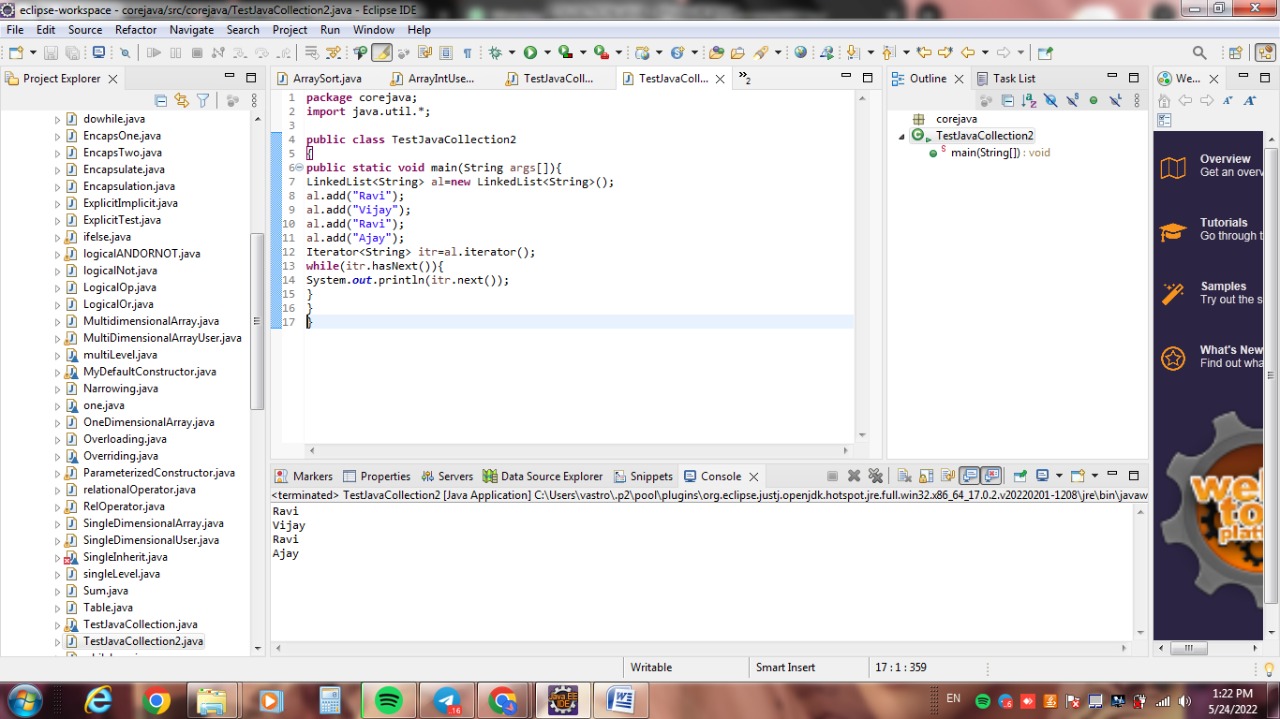 eclipse-workspace - corejava/src/corejava/TestJavaCollection2.java - Eclipse IDE
File Edit Source Refactor Navigate Search Project Run Window Help
Project Explorer
dowhile.java
EncapsOne.java
EncapsTwo.java
Encapsulate.java
Encapsulation.java
ExplicitImplicit.java
ExplicitTest.java
ifelse.java
logicalANDORNOT.java
logicalNot.java
LogicalOp.java
LogicalOr.java
MultidimensionalArray.java
MultiDimensionalArrayUser.java
multiLevel.java
MyDefaultConstructor.java
Narrowing.java
one.java
OneDimensionalArray.java
Overloading.java
Overriding.java
ParameterizedConstructor.java
relationalOperator.java
RelOperator.java
SingleDimensionalArray.java
SingleDimensionalUser.java
SingleInherit.java
singleLevel.java
Sum.java
Table.java
TestJavaCollection.java
TestJavaCollection2.java
ArraySort.java ArrayIntUse... TestJavaColl... TestJavaColl... »2
1 package corejava;
2 import java.util.*;
3
4 public class TestJavaCollection2
5 {
6 public static void main(String args[]){
7 LinkedList<String> al=new LinkedList<String>();
8 al.add("Ravi");
9 al.add("Vijay");
10 al.add("Ravi");
11 al.add("Ajay");
12 Iterator<String> itr=al.iterator();
13 while(itr.hasNext()){
14 System.out.println(itr.next());
15 }
16 }
17 }
Outline Task List
corejava
TestJavaCollection2
main(String[]) : void
We...
Overview
Get an overv
Tutorials
Go through t
Samples
Try out the s
What's New
Find out wha
Markers Properties Servers Data Source Explorer Snippets Console
<terminated> TestJavaCollection2 [Java Application] C:\Users\vastro\.p2\pool\plugins\org.eclipse.justj.openjdk.hotspot.jre.full.win32.x86_64_17.0.2.v20220201-1208\jre\bin\javaw
Ravi
Vijay
Ravi
Ajay
Writable Smart Insert 17 : 1 : 359
Java EE
IDE
EN
1:22 PM
5/24/2022